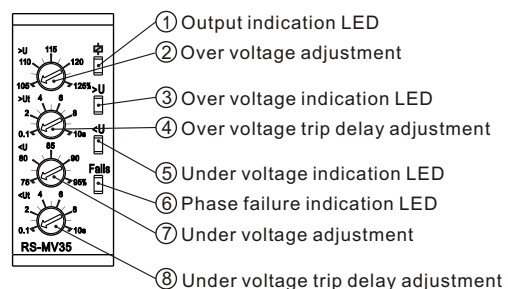 ① Output indication LED
② Over voltage adjustment
③ Over voltage indication LED
④ Over voltage trip delay adjustment
⑤ Under voltage indication LED
⑥ Phase failure indication LED
⑦ Under voltage adjustment
⑧ Under voltage trip delay adjustment
>U 115
110 120
105 125%
>U
>Ut 4 6
2 8
0.1 10s
<U
<U 85
80 90
75 95%
Fails
<Ut 4 6
2 8
0.1 10s
RS-MV35